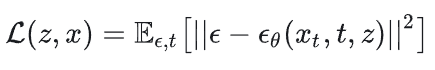 ℒ(z, x) = 𝔼_{ϵ,t}[||ϵ − ϵ_θ(x_t, t, z)||²]